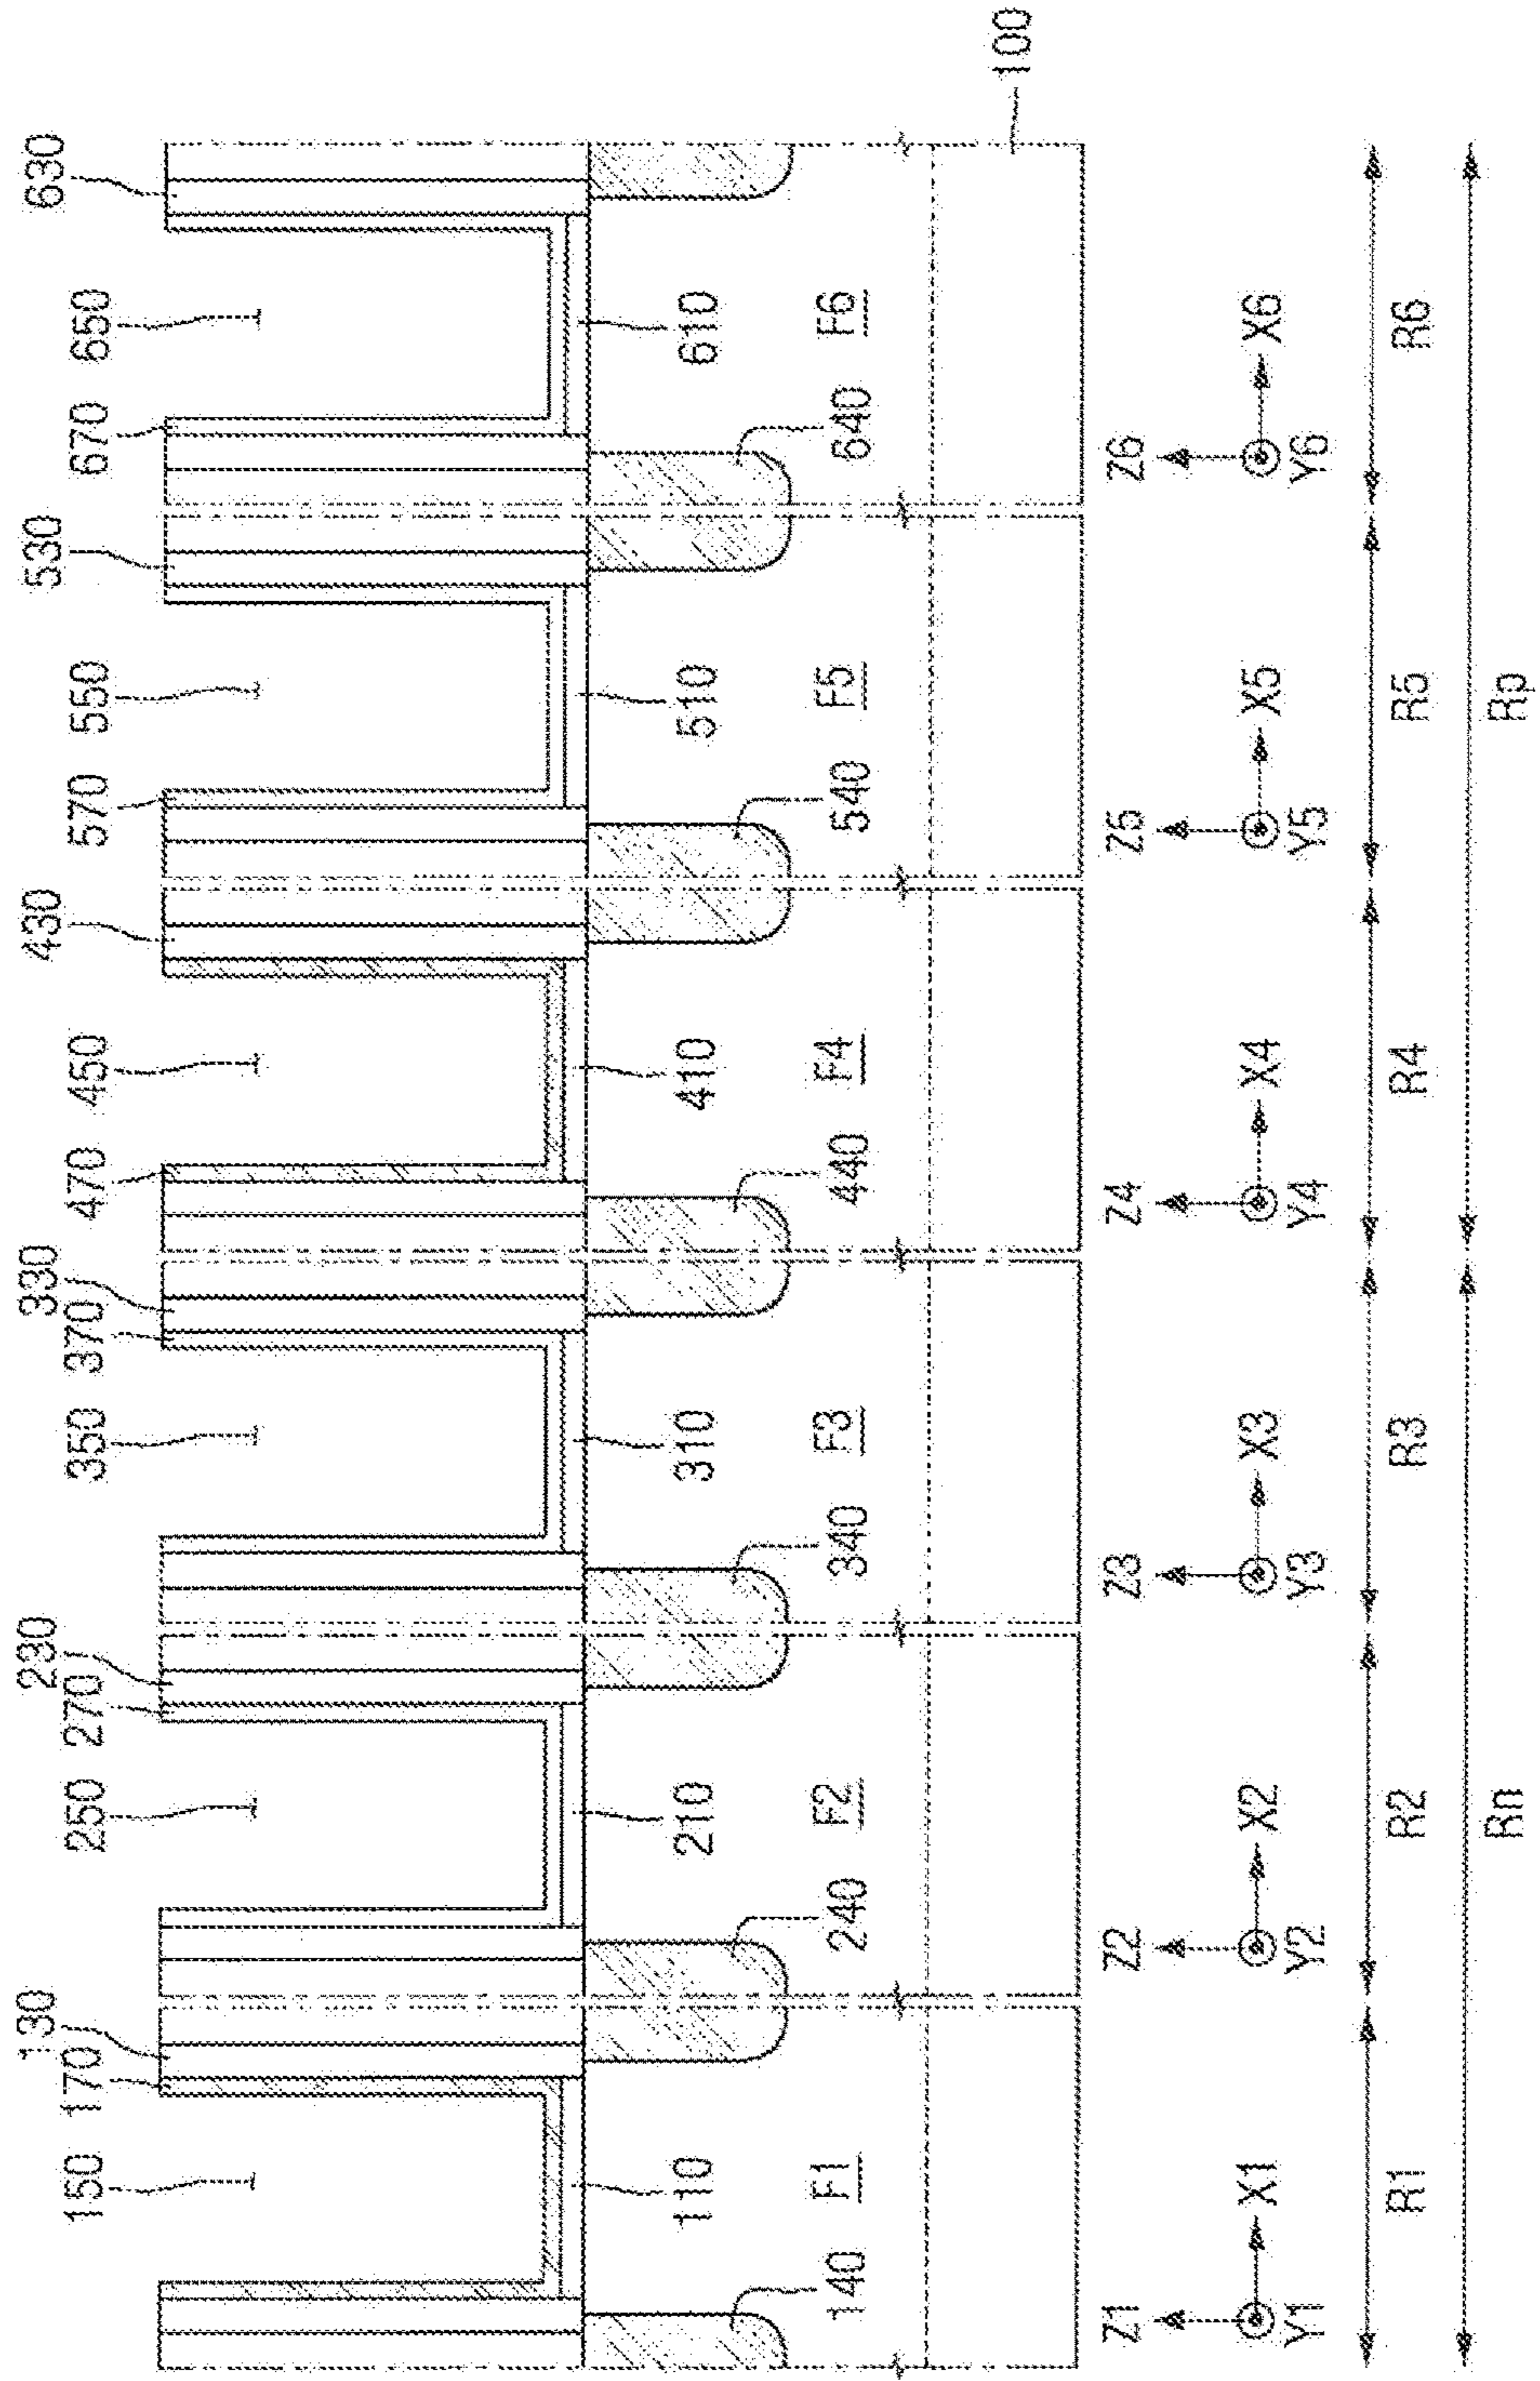 130 230 330 430 530 630
150 170 250 270 350 370 470 450 570 550 670 650
110 210 310 410 510 610
140 F1 240 F2 340 F3 440 F4 540 F5 640 F6
100
Z1 Z2 Z3 Z4 Z5 Z6
X1 X2 X3 X4 X5 X6
Y1 Y2 Y3 Y4 Y5 Y6
R1 R2 R3 R4 R5 R6
Rn Rp